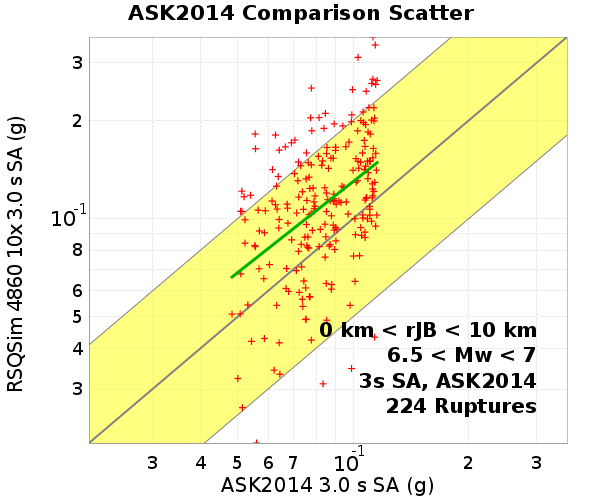 ASK2014 Comparison Scatter
RSQSim 4860 10x 3.0 s SA (g)
3
2
10-1
8
6
5
4
3
0 km < rJB < 10 km
6.5 < Mw < 7
3s SA, ASK2014
224 Ruptures
3 4 5 6 7 10-1 2 3
ASK2014 3.0 s SA (g)